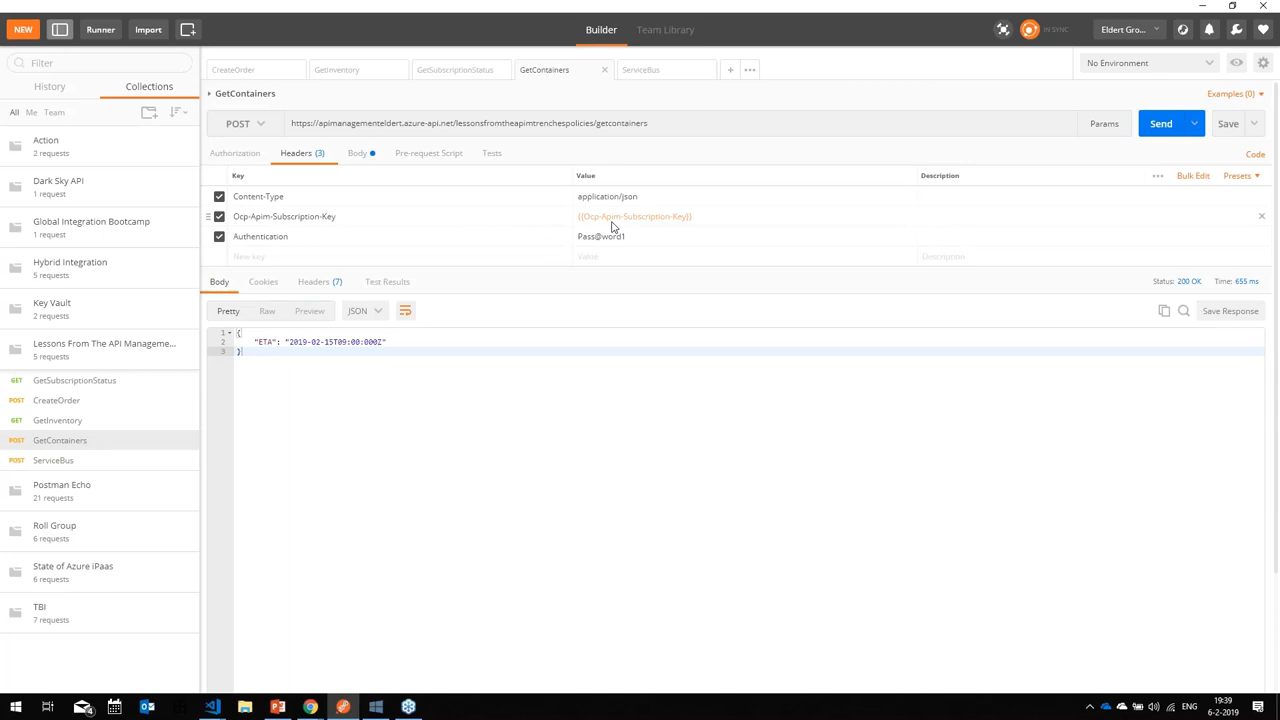 NEW
Runner
Import
Builder
Team Library
IN SYNC
Eldert Gro...
Filter
History
Collections
All Me Team
CreateOrder
GetInventory
GetSubscriptionStatus
GetContainers
ServiceBus
No Environment
GetContainers
Examples (0)
POST
https://apimanagementeldert.azure-api.net/lessonsfromtheapimtrenchespolicies/getcontainers
Params
Send
Save
Authorization
Headers (3)
Body
Pre-request Script
Tests
Code
Key
Value
Description
Bulk Edit
Presets
Content-Type
application/json
Ocp-Apim-Subscription-Key
{{Ocp-Apim-Subscription-Key}}
Authentication
Pass@word1
New key
Value
Description
Body
Cookies
Headers (7)
Test Results
Status: 200 OK
Time: 655 ms
Pretty
Raw
Preview
JSON
Save Response
1 {
2 "ETA": "2019-02-15T09:00:000Z"
3 }
Action
2 requests
Dark Sky API
1 request
Global Integration Bootcamp
1 request
Hybrid Integration
5 requests
Key Vault
2 requests
Lessons From The API Manageme...
5 requests
GET GetSubscriptionStatus
POST CreateOrder
GET GetInventory
POST GetContainers
POST ServiceBus
Postman Echo
21 requests
Roll Group
6 requests
State of Azure iPaas
6 requests
TBI
7 requests
ENG
19:39
6-2-2019